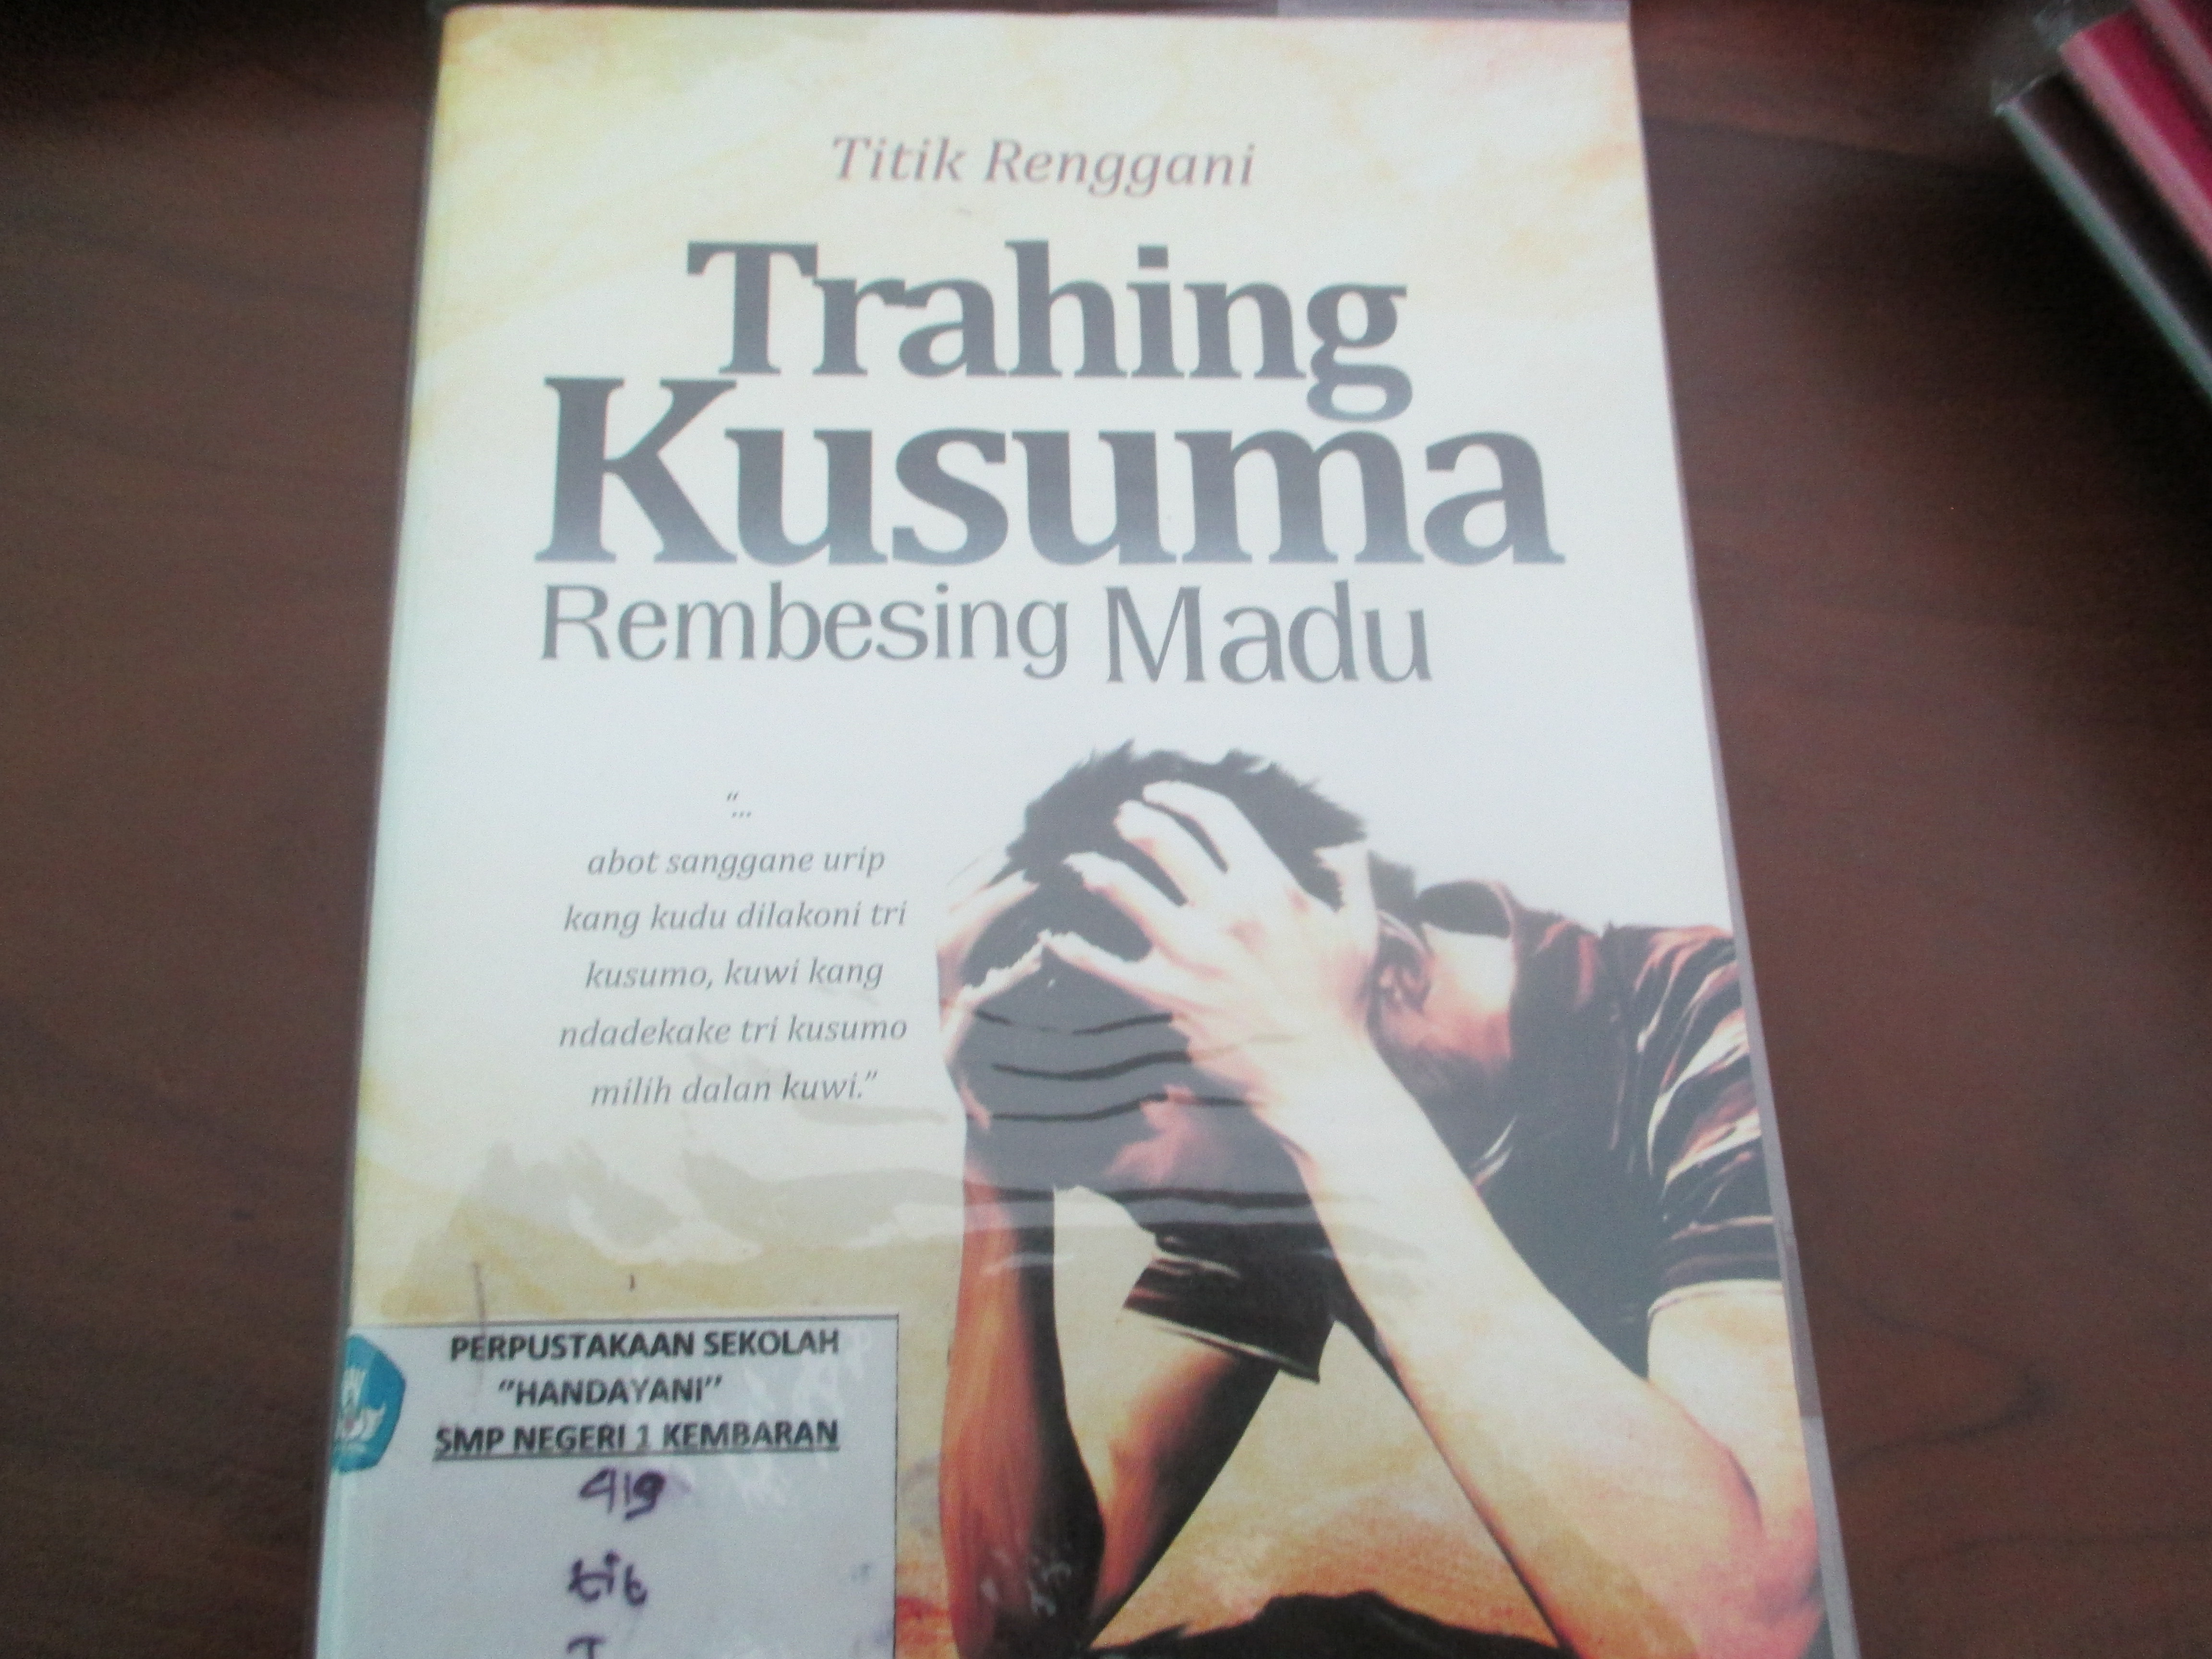 Titik Renggani
Trahing
Kusuma
Rembesing Madu
"...
abot sanggane urip
kang kudu dilakoni tri
kusumo, kuwi kang
ndadekake tri kusumo
milih dalan kuwi."
PERPUSTAKAAN SEKOLAH
"HANDAYANI"
SMP NEGERI 1 KEMBARAN
419
tit
T